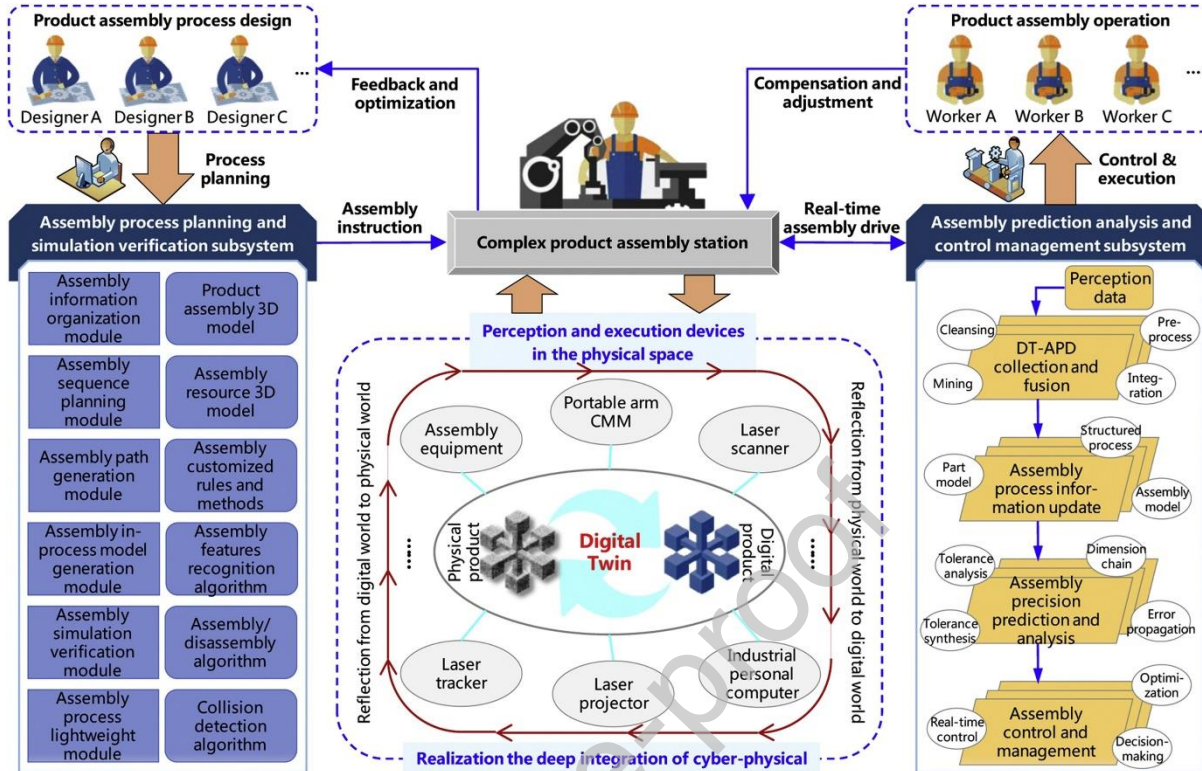 Product assembly process design
Designer A
Designer B
Designer C
...
Feedback and
optimization
Compensation and
adjustment
Product assembly operation
Worker A
Worker B
Worker C
...
Process
planning
Control &
execution
Assembly process planning and
simulation verification subsystem
Assembly
instruction
Complex product assembly station
Real-time
assembly drive
Assembly prediction analysis and
control management subsystem
Assembly
information
organization
module
Product
assembly 3D
model
Assembly
sequence
planning
module
Assembly
resource 3D
model
Assembly path
generation
module
Assembly
customized
rules and
methods
Assembly in-
process model
generation
module
Assembly
features
recognition
algorithm
Assembly
simulation
verification
module
Assembly/
disassembly
algorithm
Assembly
process
lightweight
module
Collision
detection
algorithm
Perception and execution devices
in the physical space
Reflection from digital world to physical world
Reflection from physical world to digital world
Assembly
equipment
Portable arm
CMM
Laser
scanner
......
Physical
product
Digital
Twin
Digital
product
......
Laser
tracker
Laser
projector
Industrial
personal
computer
Realization the deep integration of cyber-physical
Perception
data
Cleansing
Pre-
process
DT-APD
collection and
fusion
Mining
Integ-
ration
Structured
process
Part
model
Assembly
process infor-
mation update
Assembly
model
Tolerance
analysis
Dimension
chain
Assembly
precision
prediction and
analysis
Tolerance
synthesis
Error
propagation
Optimi-
zation
Real-time
control
Assembly
control and
management
Decision-
making
e-proof